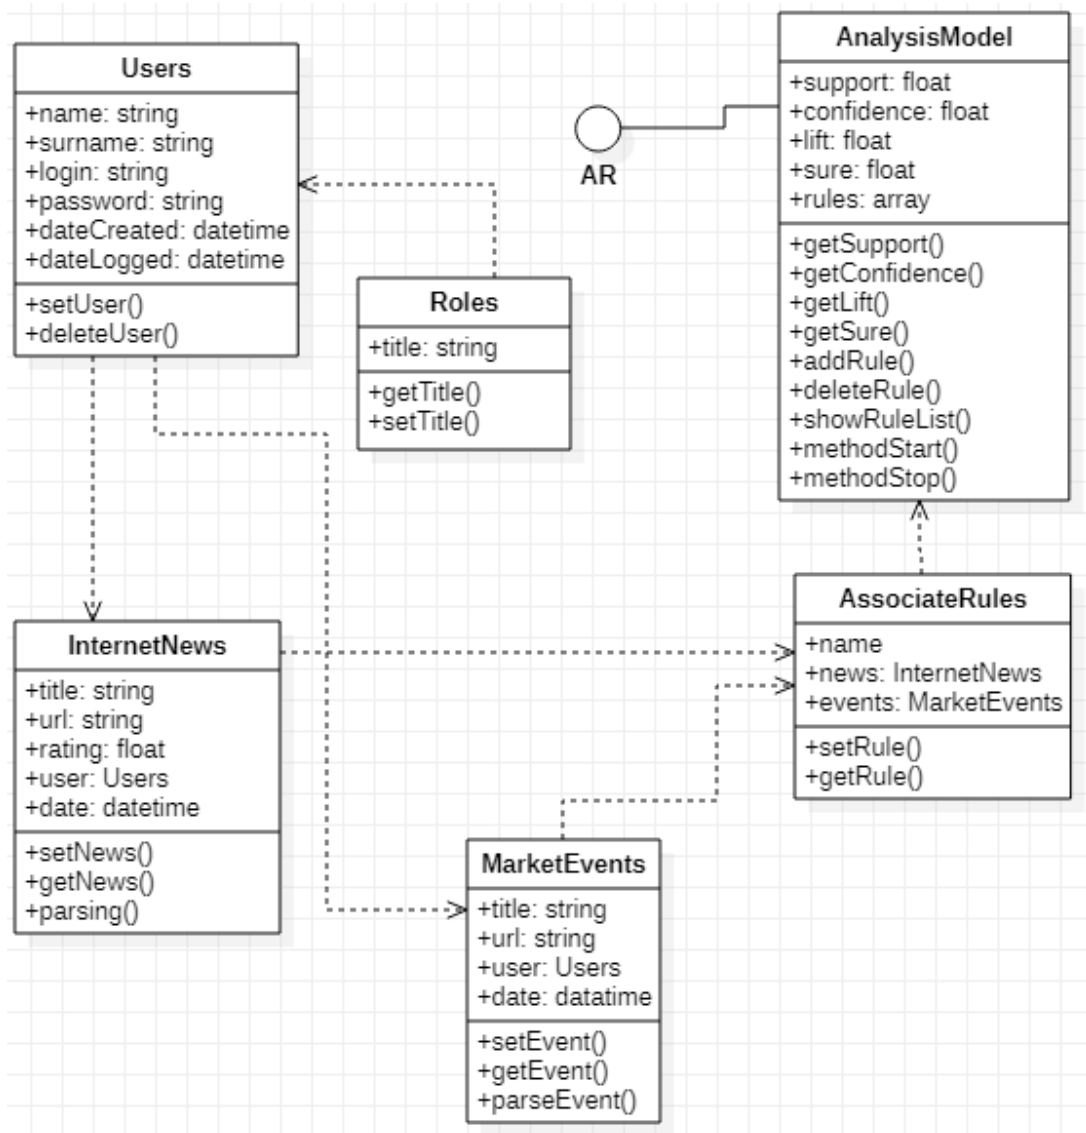 Users
+name: string
+surname: string
+login: string
+password: string
+dateCreated: datetime
+dateLogged: datetime
+setUser()
+deleteUser()
AR
AnalysisModel
+support: float
+confidence: float
+lift: float
+sure: float
+rules: array
+getSupport()
+getConfidence()
+getLift()
+getSure()
+addRule()
+deleteRule()
+showRuleList()
+methodStart()
+methodStop()
Roles
+title: string
+getTitle()
+setTitle()
InternetNews
+title: string
+url: string
+rating: float
+user: Users
+date: datetime
+setNews()
+getNews()
+parsing()
AssociateRules
+name
+news: InternetNews
+events: MarketEvents
+setRule()
+getRule()
MarketEvents
+title: string
+url: string
+user: Users
+date: datatime
+setEvent()
+getEvent()
+parseEvent()